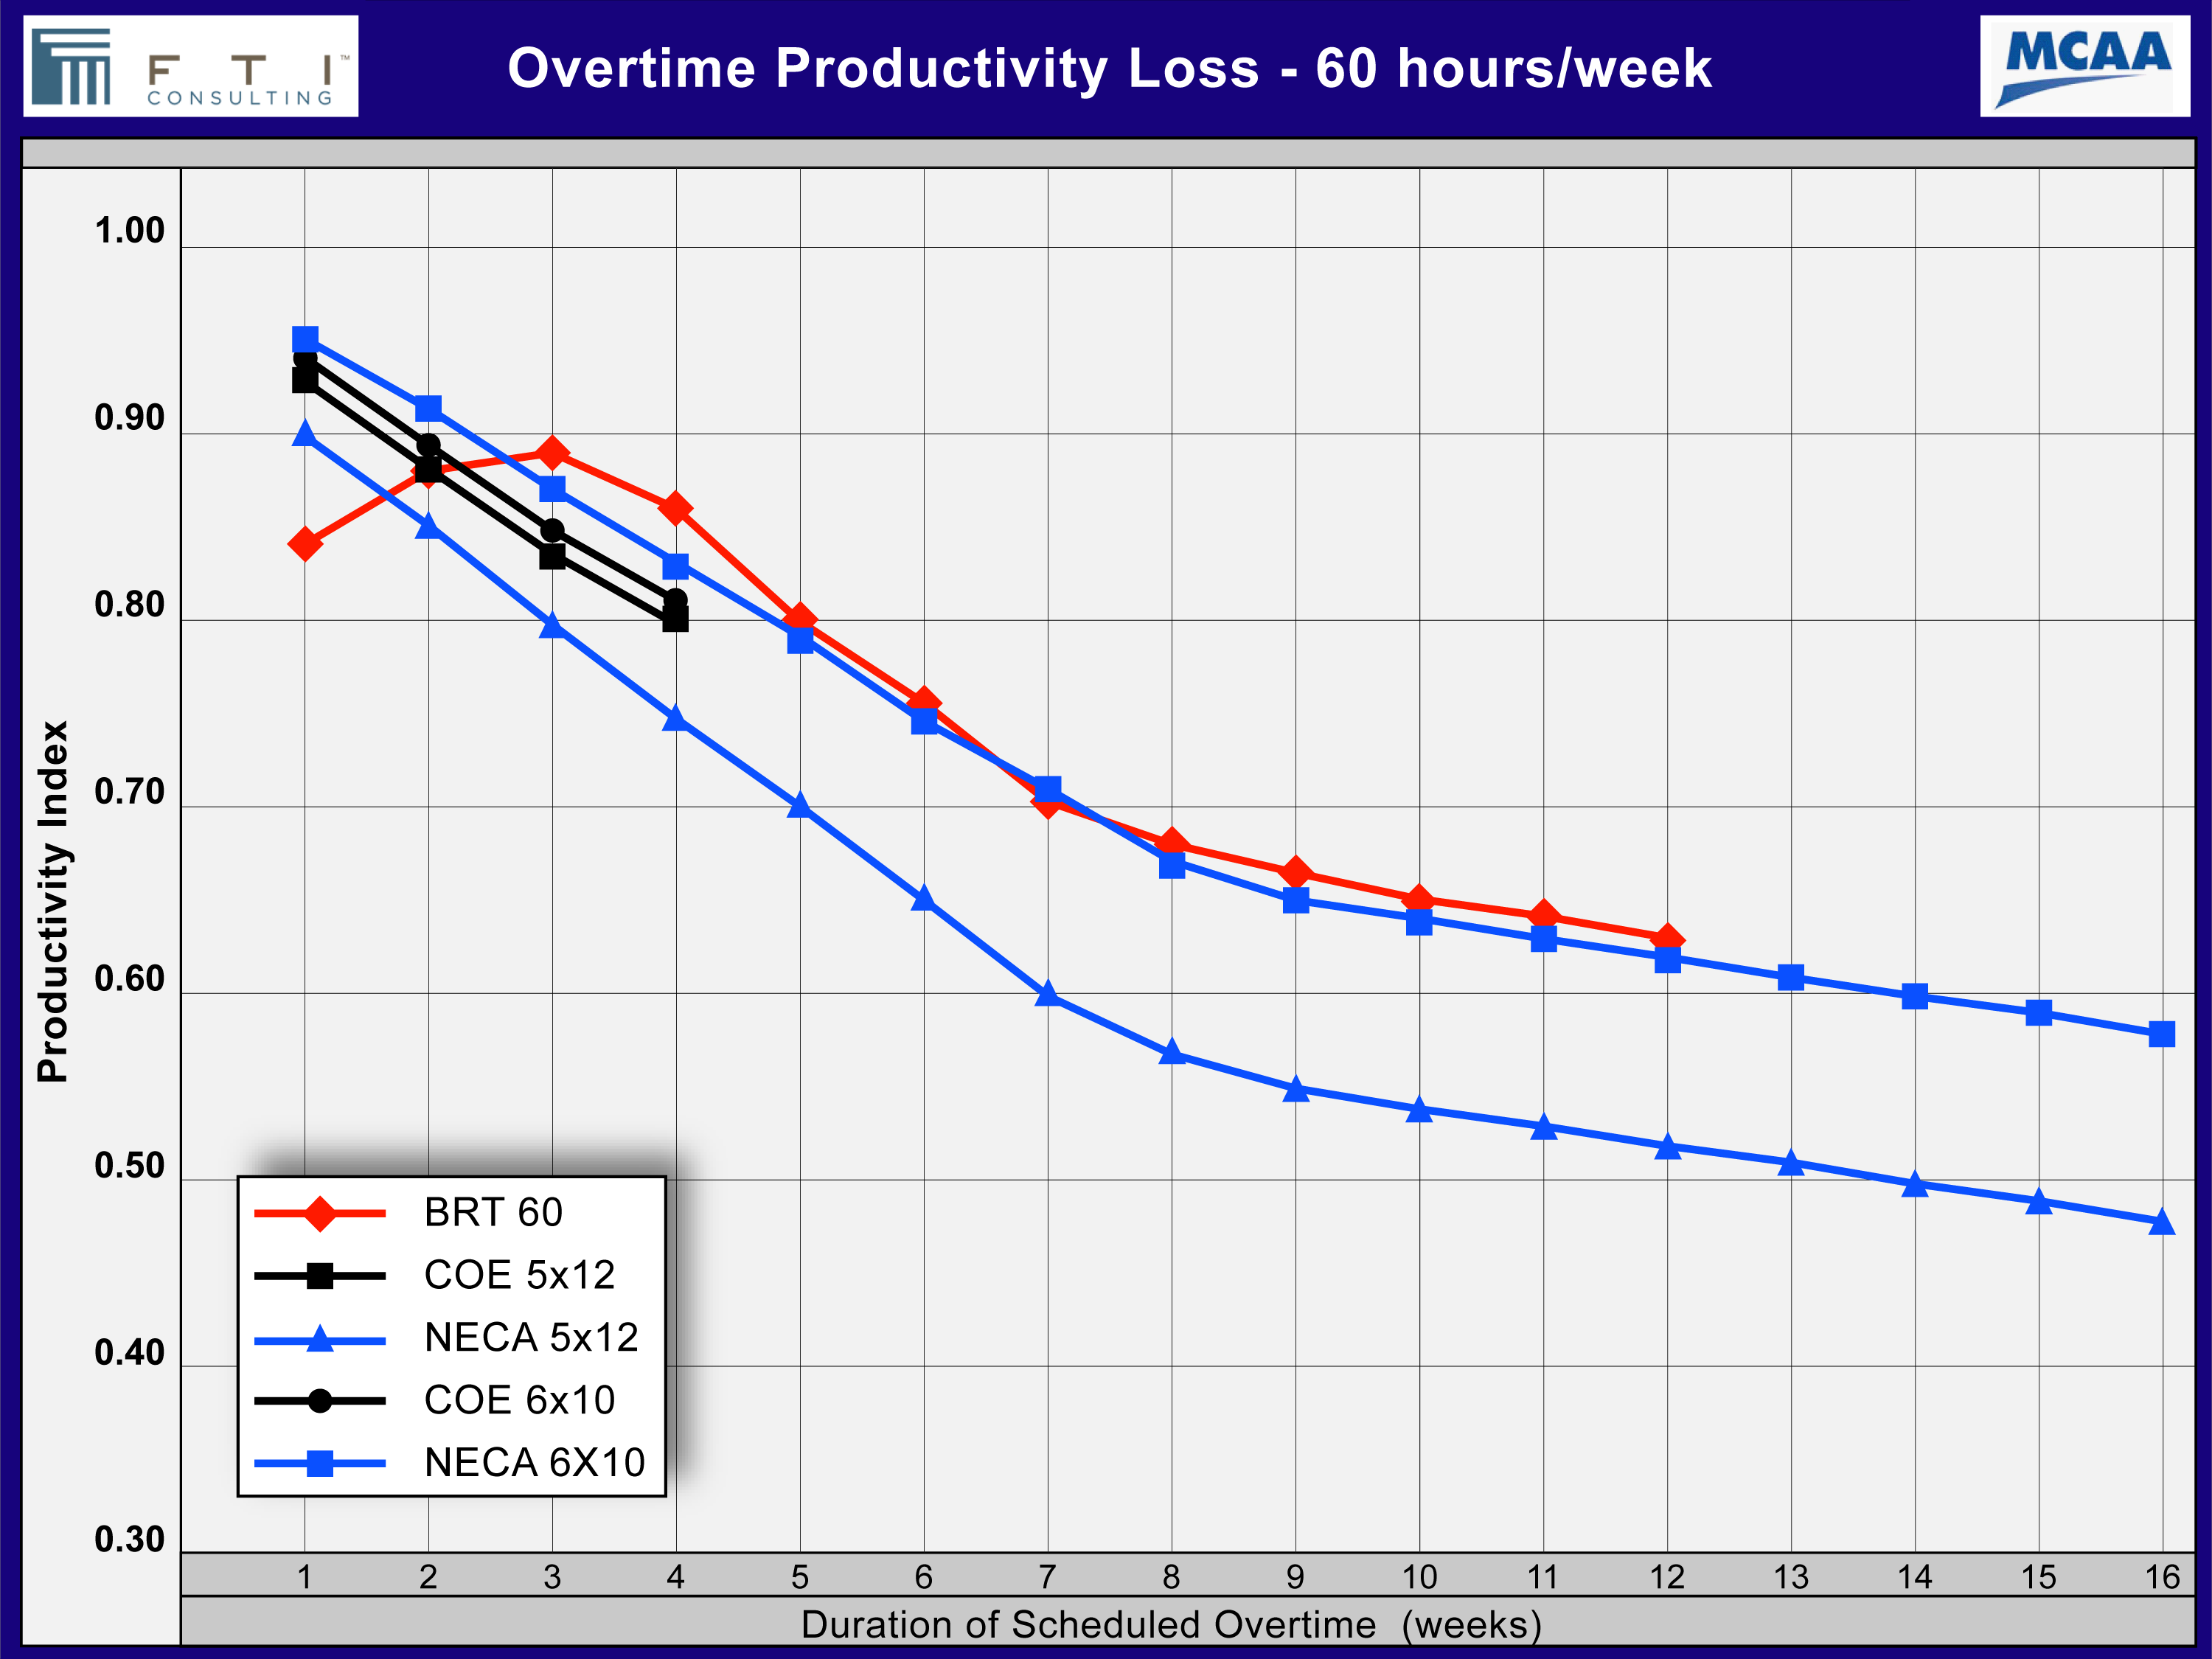 FTI™
CONSULTING
Overtime Productivity Loss - 60 hours/week
MCAA
Productivity Index
1.00
0.90
0.80
0.70
0.60
0.50
0.40
0.30
BRT 60
COE 5x12
NECA 5x12
COE 6x10
NECA 6X10
1 2 3 4 5 6 7 8 9 10 11 12 13 14 15 16
Duration of Scheduled Overtime (weeks)